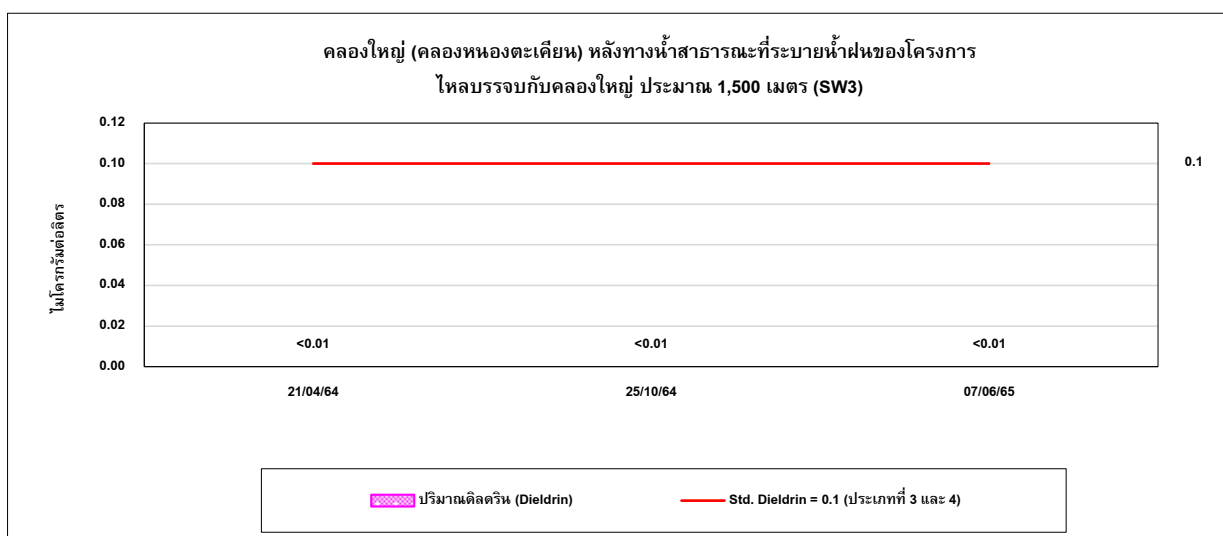 คลองใหญ่ (คลองหนองตะเคียน) หลังทางน้ำสาธารณะที่ระบายน้ำฝนของโครงการ
ไหลบรรจบกับคลองใหญ่ ประมาณ 1,500 เมตร (SW3)
0.12
0.10
0.08
0.06
0.04
0.02
0.00
ไมโครกรัมต่อลิตร
0.1
<0.01 <0.01 <0.01
21/04/64 25/10/64 07/06/65
ปริมาณดิลดริน (Dieldrin) Std. Dieldrin = 0.1 (ประเภทที่ 3 และ 4)